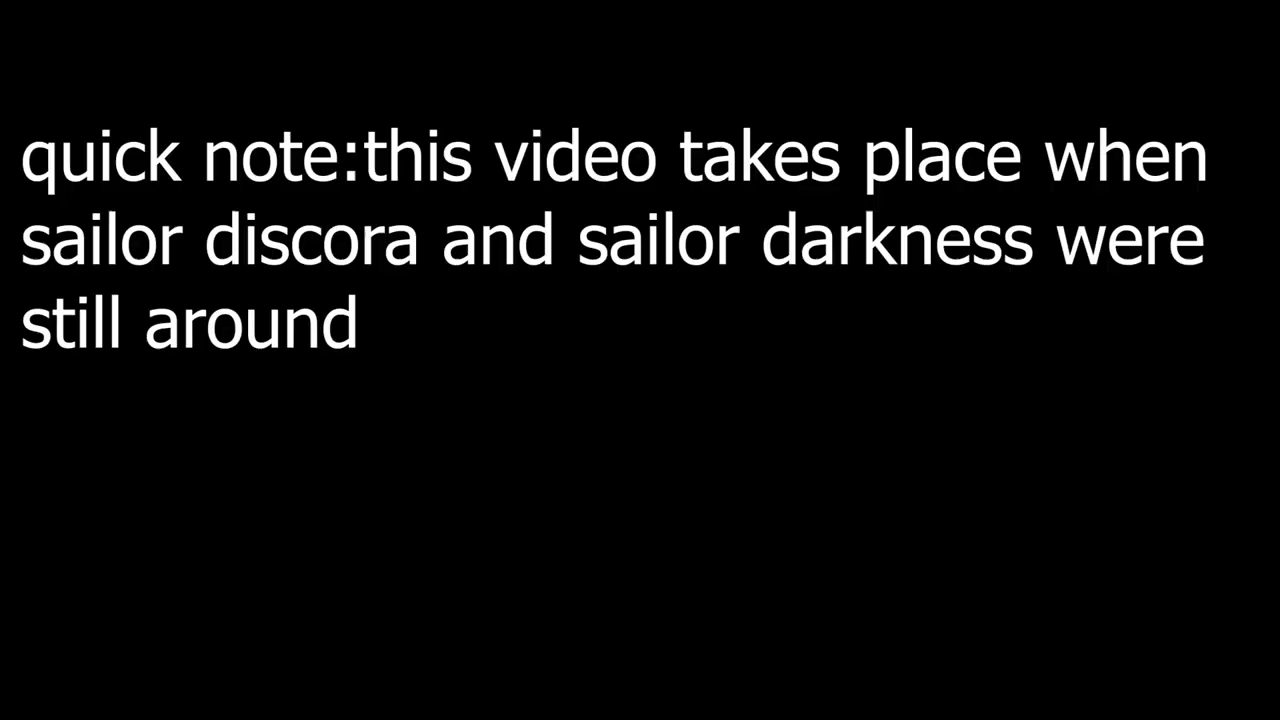 quick note:this video takes place when
sailor discora and sailor darkness were
still around